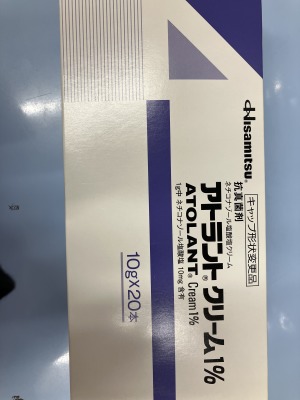 Hisamitsu®
キャップ形状変更品
抗真菌剤
ネチコナゾール塩酸塩クリーム
アトラント®クリーム1%
ATOLANT® Cream1%
1g中 ネチコナゾール塩酸塩 10mg 含有
10g×20本